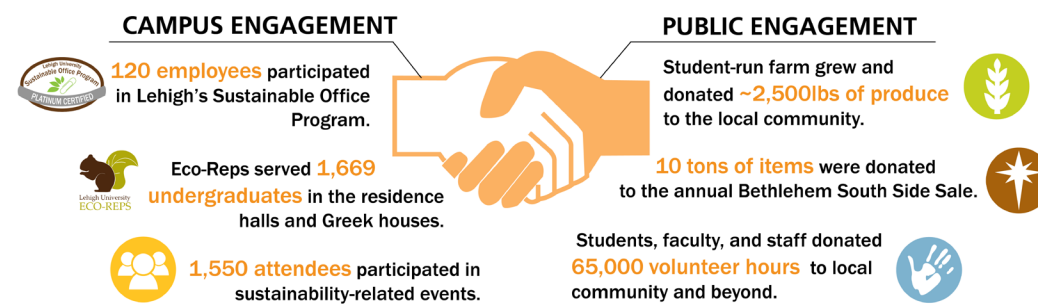 CAMPUS ENGAGEMENT
Lehigh University
Sustainable Office Program
PLATINUM CERTIFIED
120 employees participated
in Lehigh's Sustainable Office
Program.
Lehigh University
ECO-REPS
Eco-Reps served 1,669
undergraduates in the residence
halls and Greek houses.
1,550 attendees participated in
sustainability-related events.
PUBLIC ENGAGEMENT
Student-run farm grew and
donated ~2,500lbs of produce
to the local community.
10 tons of items were donated
to the annual Bethlehem South Side Sale.
Students, faculty, and staff donated
65,000 volunteer hours to local
community and beyond.